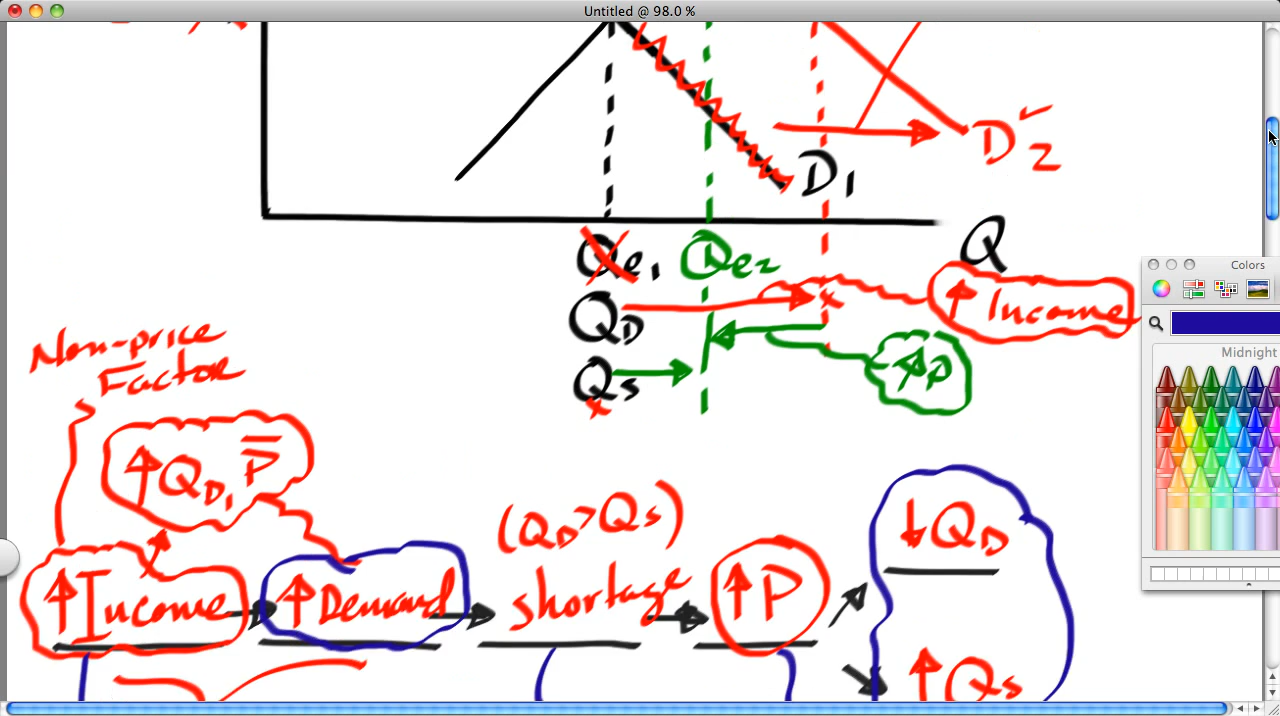 Untitled @ 98.0 %
D2
D1
Q
Qe1 Qe2
↑ Income
QD
Qs
↑P
Colors
Midnight
Non-price
Factor
↑QD, P̅
(QD>Qs)
↓QD
↑Income → ↑Demand → shortage → ↑P
↑Qs